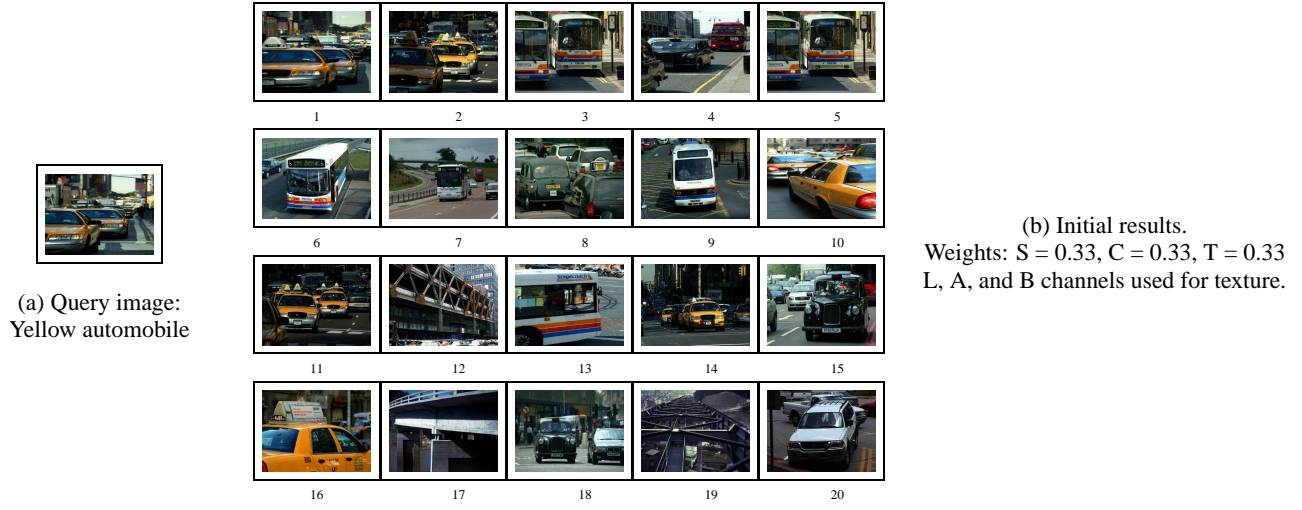 1 2 3 4 5
6 7 8 9 10
11 12 13 14 15
16 17 18 19 20
(a) Query image:
Yellow automobile
(b) Initial results.
Weights: S = 0.33, C = 0.33, T = 0.33
L, A, and B channels used for texture.